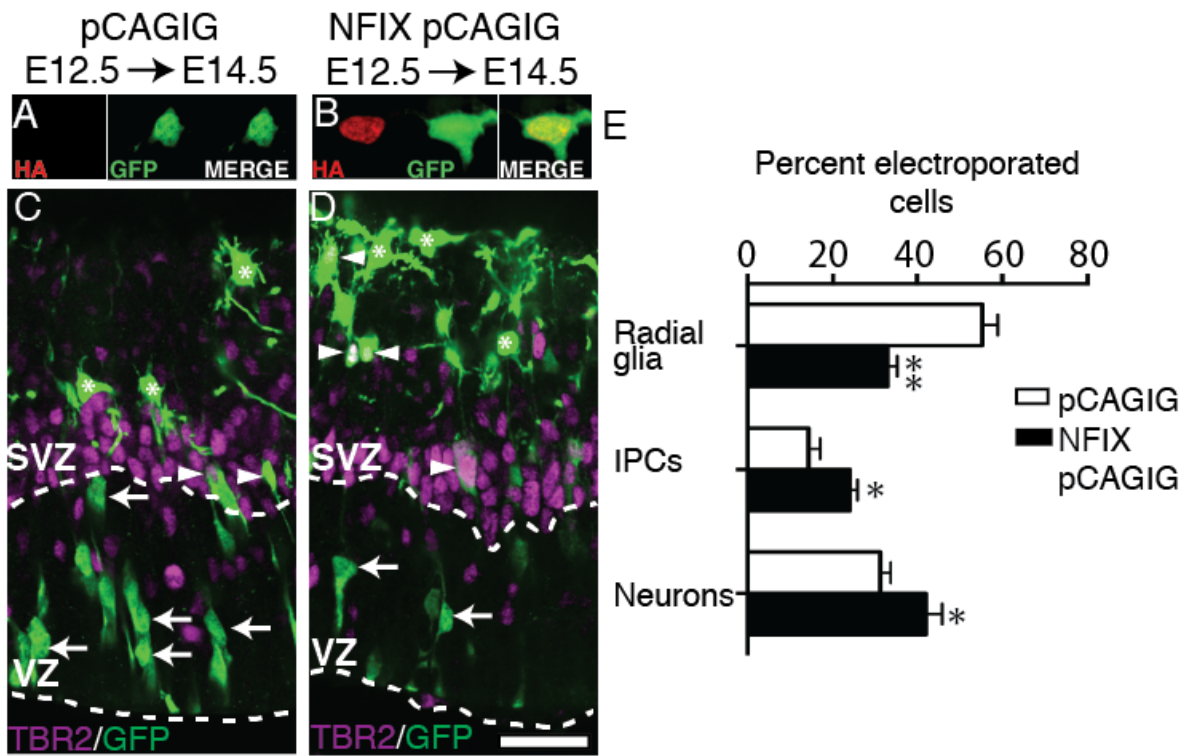 pCAGIG
E12.5 → E14.5
NFIX pCAGIG
E12.5 → E14.5
A
HA
GFP
MERGE
B
HA
GFP
MERGE
C
*
*
*
SVZ
VZ
TBR2/GFP
D
*
*
*
SVZ
VZ
TBR2/GFP
E
Percent electroporated
cells
0 20 40 60 80
Radial
glia
**
IPCs
*
Neurons
*
pCAGIG
NFIX
pCAGIG